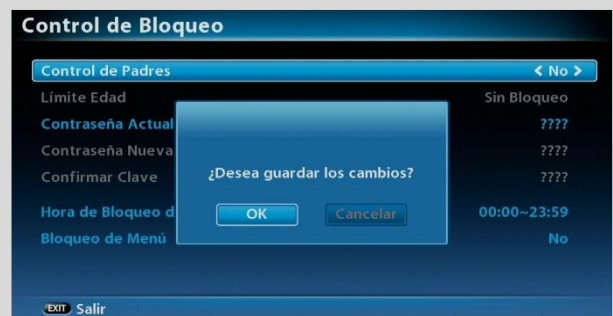 Control de Bloqueo
Control de Padres < No >
Límite Edad Sin Bloqueo
Contraseña Actual ????
Contraseña Nueva ????
Confirmar Clave ????
¿Desea guardar los cambios?
OK Cancelar
Hora de Bloqueo d 00:00~23:59
Bloqueo de Menú No
EXIT Salir